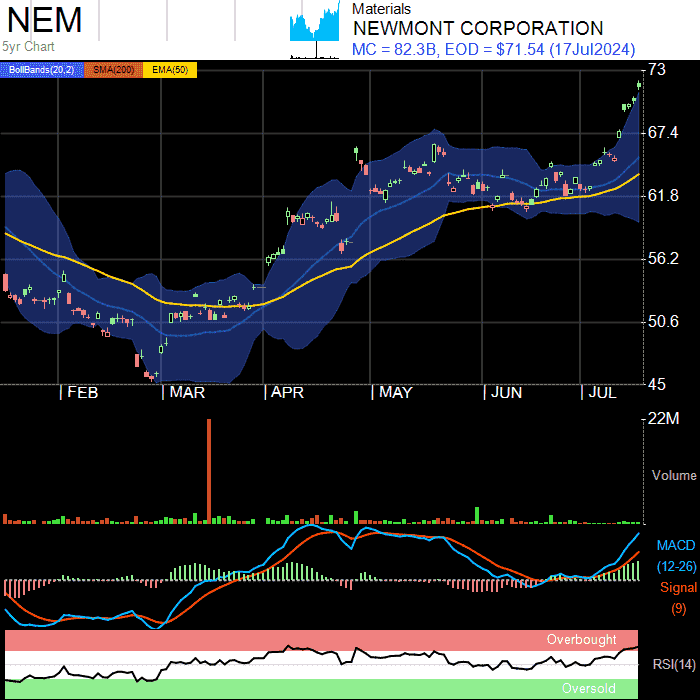 NEM
5yr Chart
Materials
NEWMONT CORPORATION
MC = 82.3B, EOD = $71.54 (17Jul2024)
BollBands(20,2) SMA(200) EMA(50)
73
67.4
61.8
56.2
50.6
45
FEB MAR APR MAY JUN JUL
22M
Volume
MACD
(12-26)
Signal
(9)
Overbought
RSI(14)
Oversold